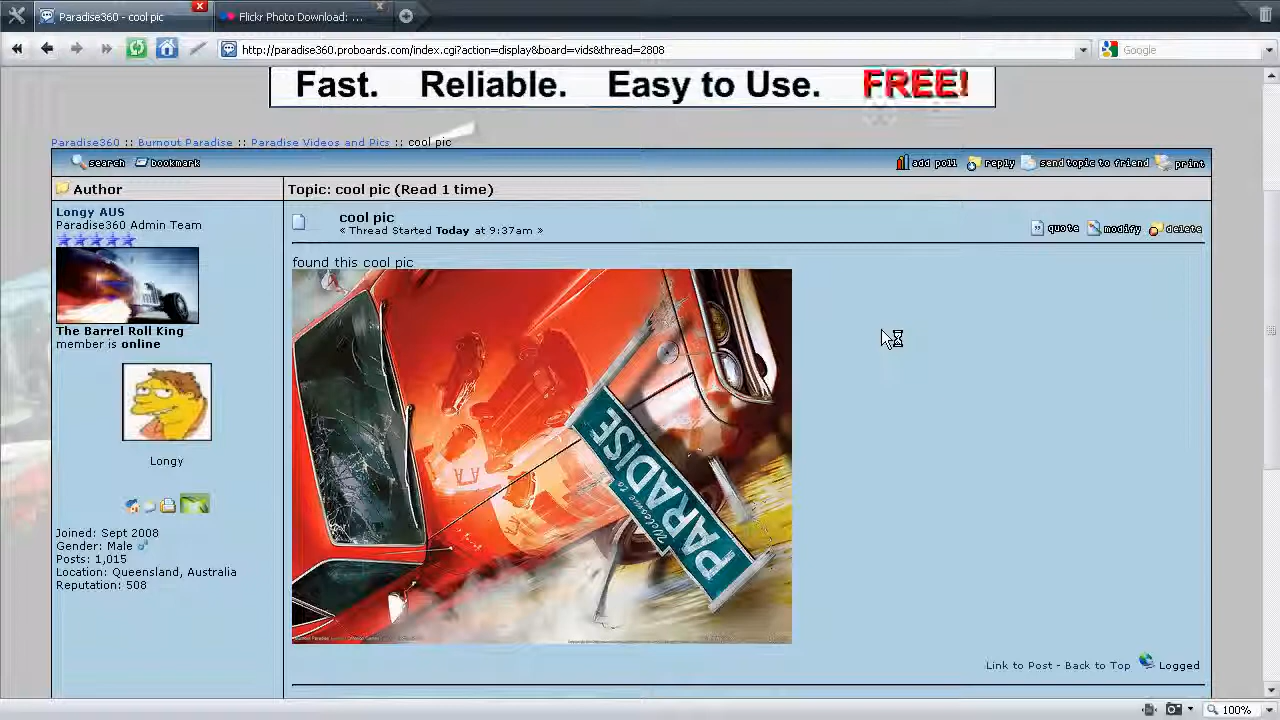 Paradise360 - cool pic
Flickr Photo Download: ...
http://paradise360.proboards.com/index.cgi?action=display&board=vids&thread=2808
Google
Fast. Reliable. Easy to Use. FREE!
Paradise360 :: Burnout Paradise :: Paradise Videos and Pics :: cool pic
search bookmark
add poll reply send topic to friend print
Author
Topic: cool pic (Read 1 time)
Longy AUS
Paradise360 Admin Team
The Barrel Roll King
member is online
Longy
Joined: Sept 2008
Gender: Male
Posts: 1,015
Location: Queensland, Australia
Reputation: 508
cool pic
« Thread Started Today at 9:37am »
quote modify delete
found this cool pic
Welcome to
PARADISE
Link to Post - Back to Top Logged
100%